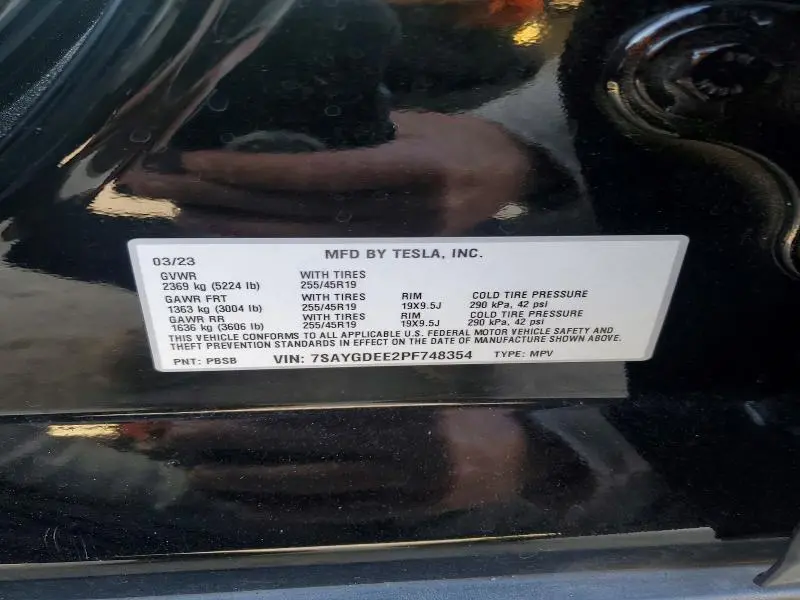 03/23 MFD BY TESLA, INC.
GVWR WITH TIRES
2369 kg (5224 lb) 255/45R19
GAWR FRT WITH TIRES RIM COLD TIRE PRESSURE
1363 kg (3004 lb) 255/45R19 19X9.5J 290 kPa, 42 psi
GAWR RR WITH TIRES RIM COLD TIRE PRESSURE
1636 kg (3606 lb) 255/45R19 19X9.5J 290 kPa, 42 psi
THIS VEHICLE CONFORMS TO ALL APPLICABLE U.S. FEDERAL MOTOR VEHICLE SAFETY AND
THEFT PREVENTION STANDARDS IN EFFECT ON THE DATE OF MANUFACTURE SHOWN ABOVE.
PNT: PBSB VIN: 7SAYGDEE2PF748354 TYPE: MPV